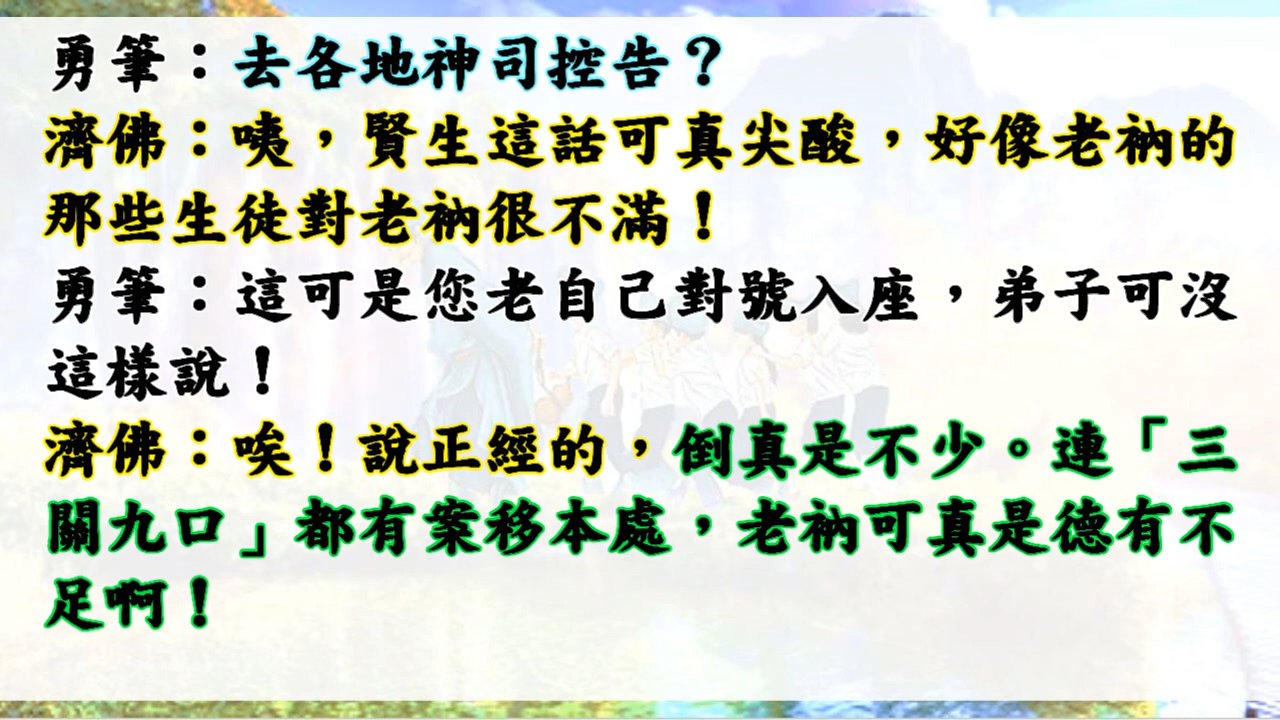 勇筆：去各地神司控告？
濟佛：咦，賢生這話可真尖酸，好像老衲的
那些生徒對老衲很不滿！
勇筆：這可是您老自己對號入座，弟子可沒
這樣說！
濟佛：唉！說正經的，倒真是不少。連「三
關九口」都有案移本處，老衲可真是德有不
足啊！